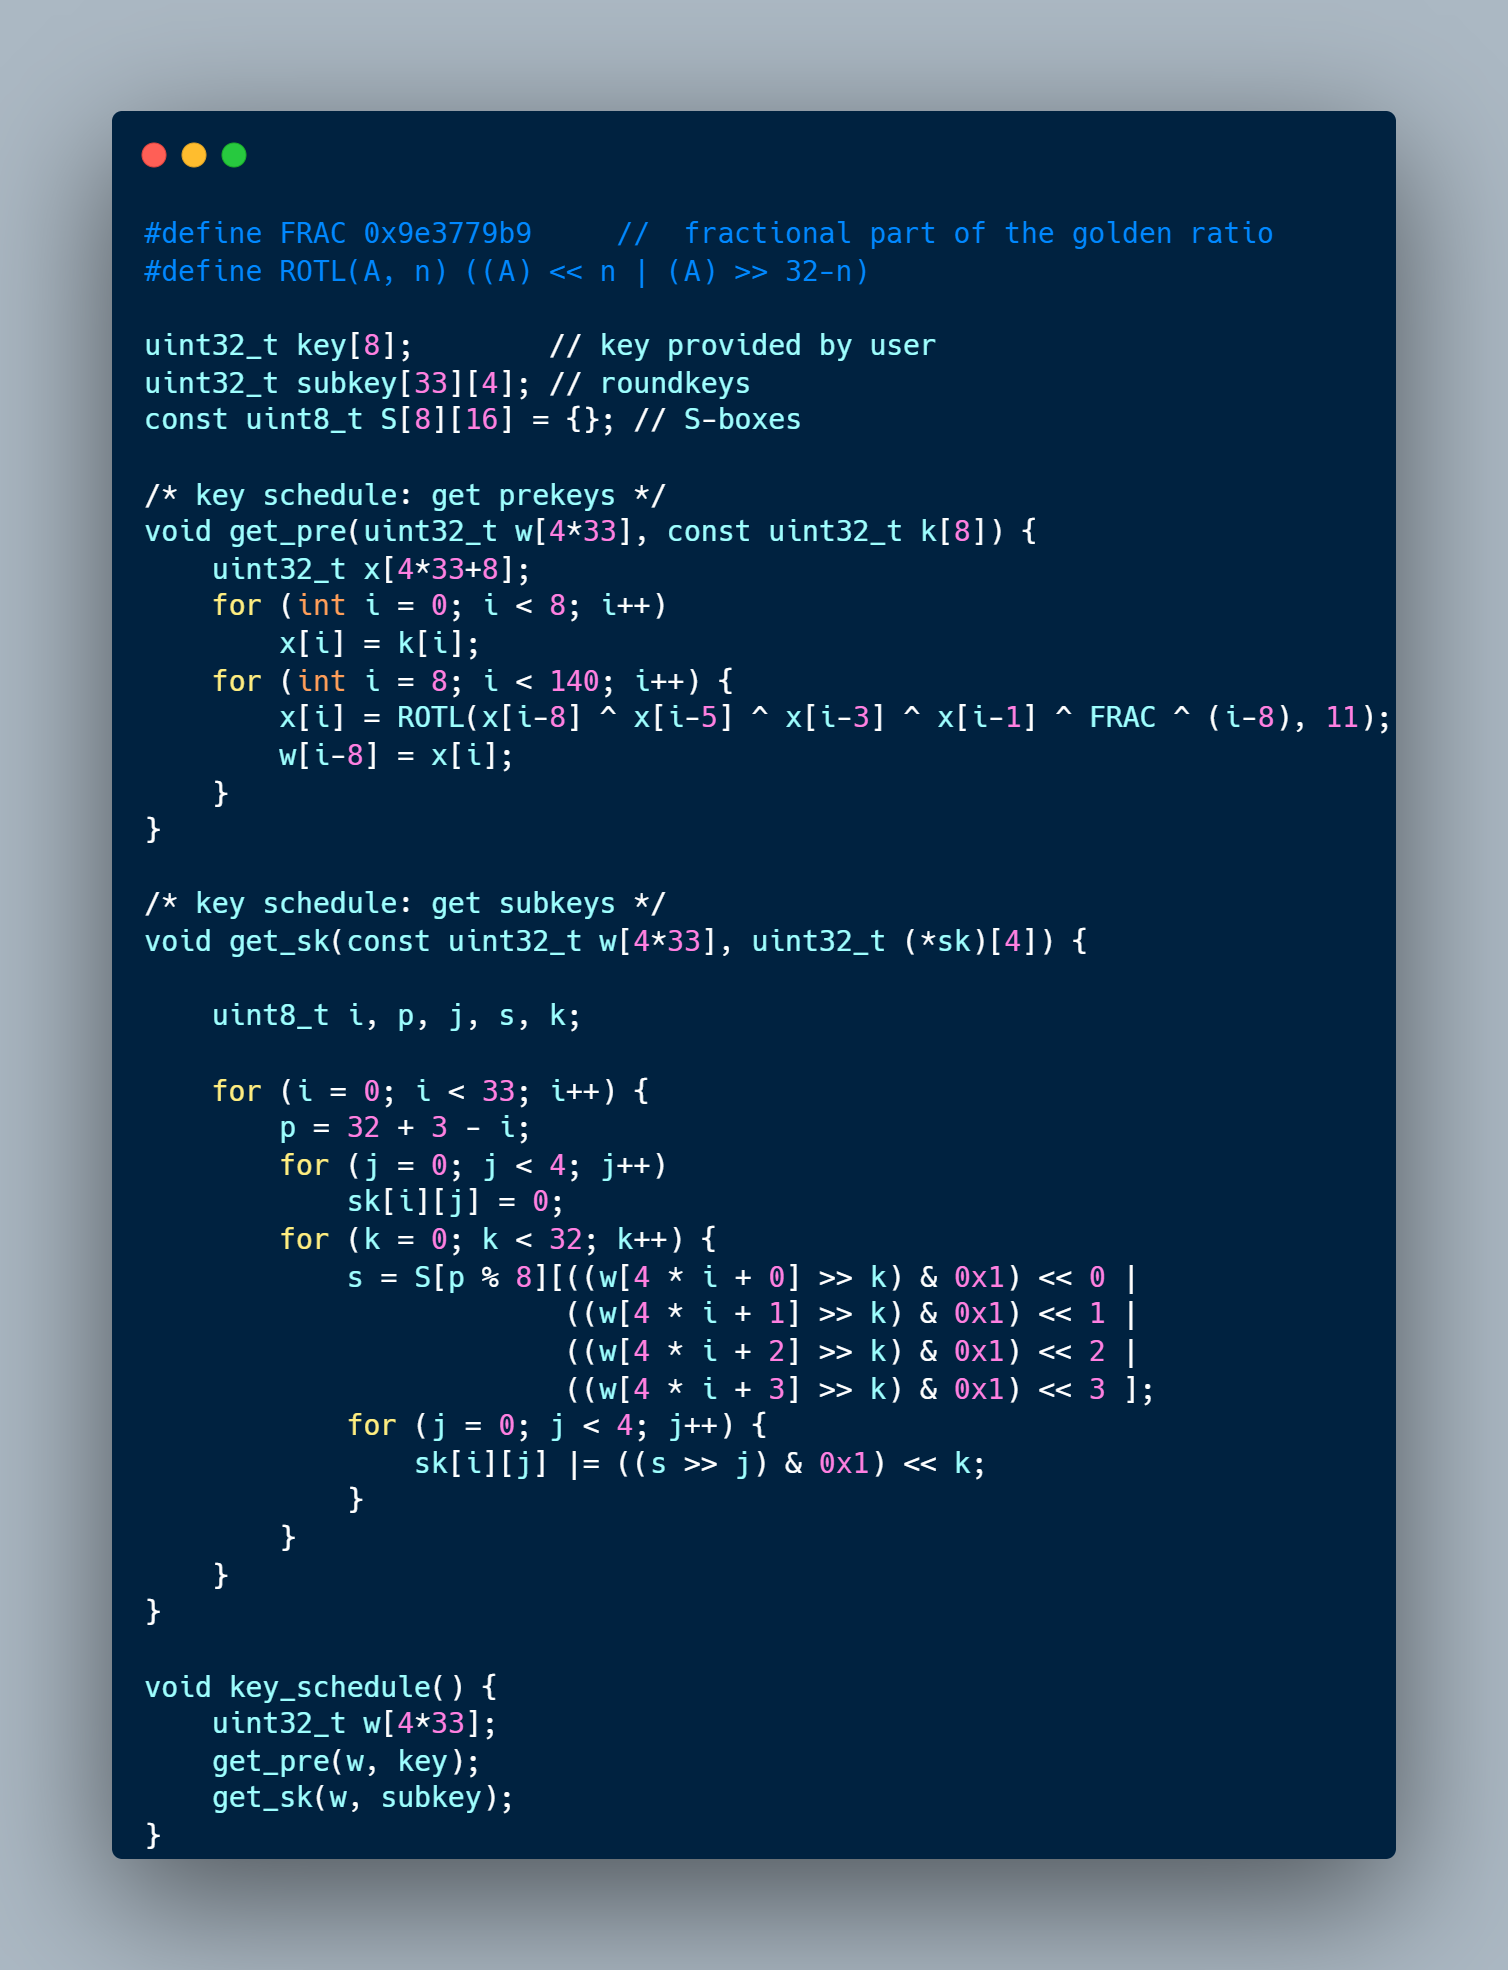 #define FRAC 0x9e3779b9     //  fractional part of the golden ratio
#define ROTL(A, n) ((A) << n | (A) >> 32-n)

uint32_t key[8];        // key provided by user
uint32_t subkey[33][4]; // roundkeys
const uint8_t S[8][16] = {}; // S-boxes

/* key schedule: get prekeys */
void get_pre(uint32_t w[4*33], const uint32_t k[8]) {
    uint32_t x[4*33+8];
    for (int i = 0; i < 8; i++)
        x[i] = k[i];
    for (int i = 8; i < 140; i++) {
        x[i] = ROTL(x[i-8] ^ x[i-5] ^ x[i-3] ^ x[i-1] ^ FRAC ^ (i-8), 11);
        w[i-8] = x[i];
    }
}

/* key schedule: get subkeys */
void get_sk(const uint32_t w[4*33], uint32_t (*sk)[4]) {

    uint8_t i, p, j, s, k;

    for (i = 0; i < 33; i++) {
        p = 32 + 3 - i;
        for (j = 0; j < 4; j++)
            sk[i][j] = 0;
        for (k = 0; k < 32; k++) {
            s = S[p % 8][((w[4 * i + 0] >> k) & 0x1) << 0 |
                         ((w[4 * i + 1] >> k) & 0x1) << 1 |
                         ((w[4 * i + 2] >> k) & 0x1) << 2 |
                         ((w[4 * i + 3] >> k) & 0x1) << 3 ];
            for (j = 0; j < 4; j++) {
                sk[i][j] |= ((s >> j) & 0x1) << k;
            }
        }
    }
}

void key_schedule() {
    uint32_t w[4*33];
    get_pre(w, key);
    get_sk(w, subkey);
}